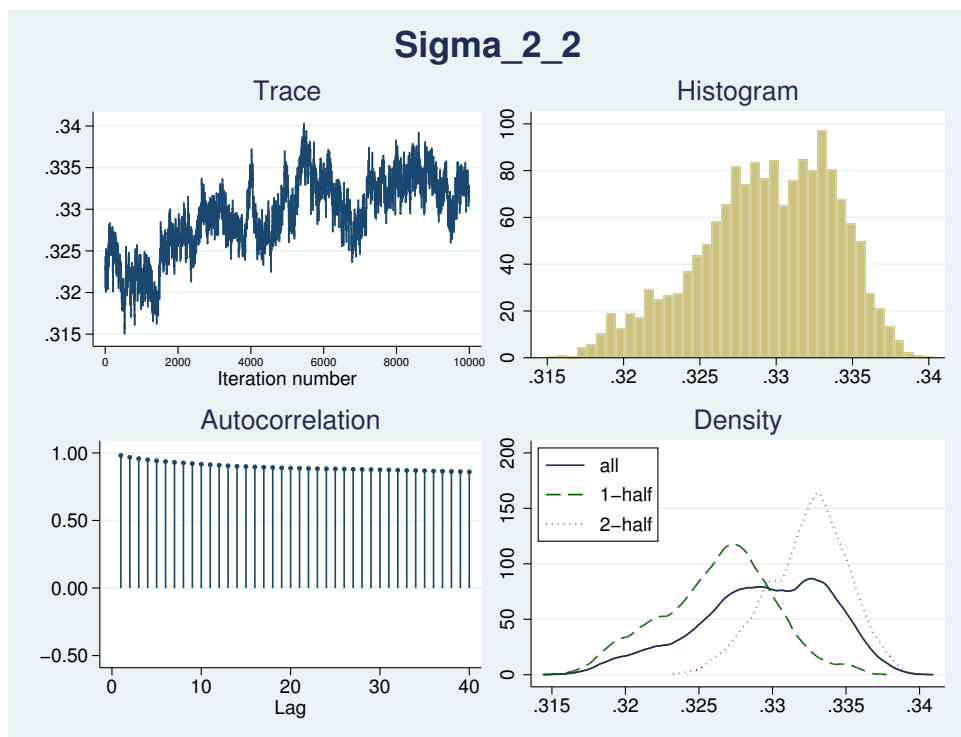 Sigma_2_2
Trace
.34
.335
.33
.325
.32
.315
0 2000 4000 6000 8000 10000
Iteration number
Histogram
100
80
60
40
20
0
.315 .32 .325 .33 .335 .34
Autocorrelation
1.00
0.50
0.00
−0.50
0 10 20 30 40
Lag
Density
200
150
100
50
0
all
1−half
2−half
.315 .32 .325 .33 .335 .34